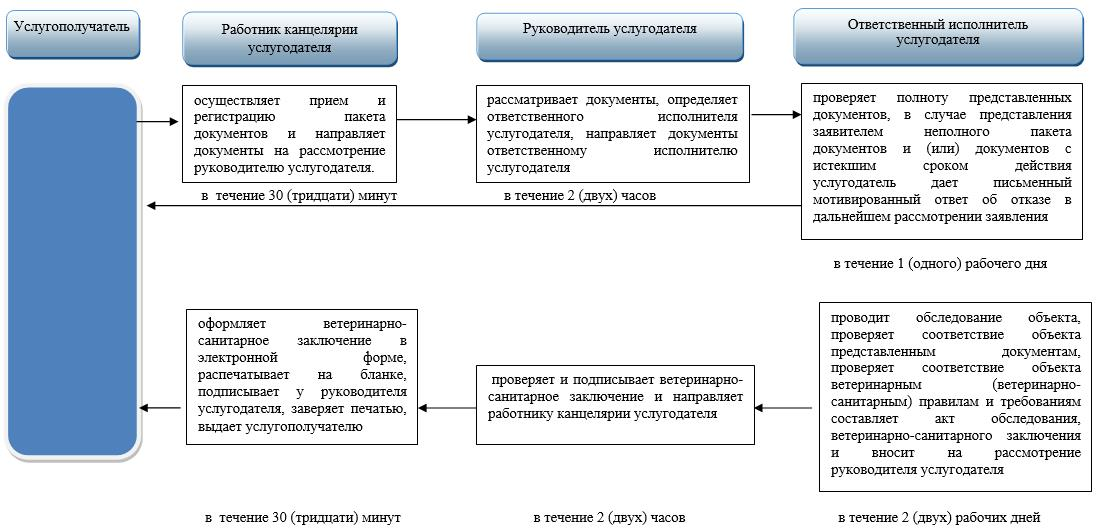 Услугополучатель
Работник канцелярии
услугодателя
Руководитель услугодателя
Ответственный исполнитель
услугодателя
осуществляет прием и
регистрацию пакета
документов и направляет
документы на рассмотрение
руководителю услугодателя.
в течение 30 (тридцати) минут
рассматривает документы, определяет
ответственного исполнителя
услугодателя, направляет документы
ответственному исполнителю
услугодателя
в течение 2 (двух) часов
проверяет полноту представленных
документов, в случае представления
заявителем неполного пакета
документов и (или) документов с
истекшим сроком действия
услугодатель дает письменный
мотивированный ответ об отказе в
дальнейшем рассмотрении заявления
в течение 1 (одного) рабочего дня
оформляет ветеринарно-
санитарное заключение в
электронной форме,
распечатывает на бланке,
подписывает у руководителя
услугодателя, заверяет печатью,
выдает услугополучателю
в течение 30 (тридцати) минут
проверяет и подписывает ветеринарно-
санитарное заключение и направляет
работнику канцелярии услугодателя
в течение 2 (двух) часов
проводит обследование объекта,
проверяет соответствие объекта
представленным документам,
проверяет соответствие объекта
ветеринарным (ветеринарно-
санитарным) правилам и требованиям
составляет акт обследования,
ветеринарно-санитарного заключения
и вносит на рассмотрение
руководителя услугодателя
в течение 2 (двух) рабочих дней